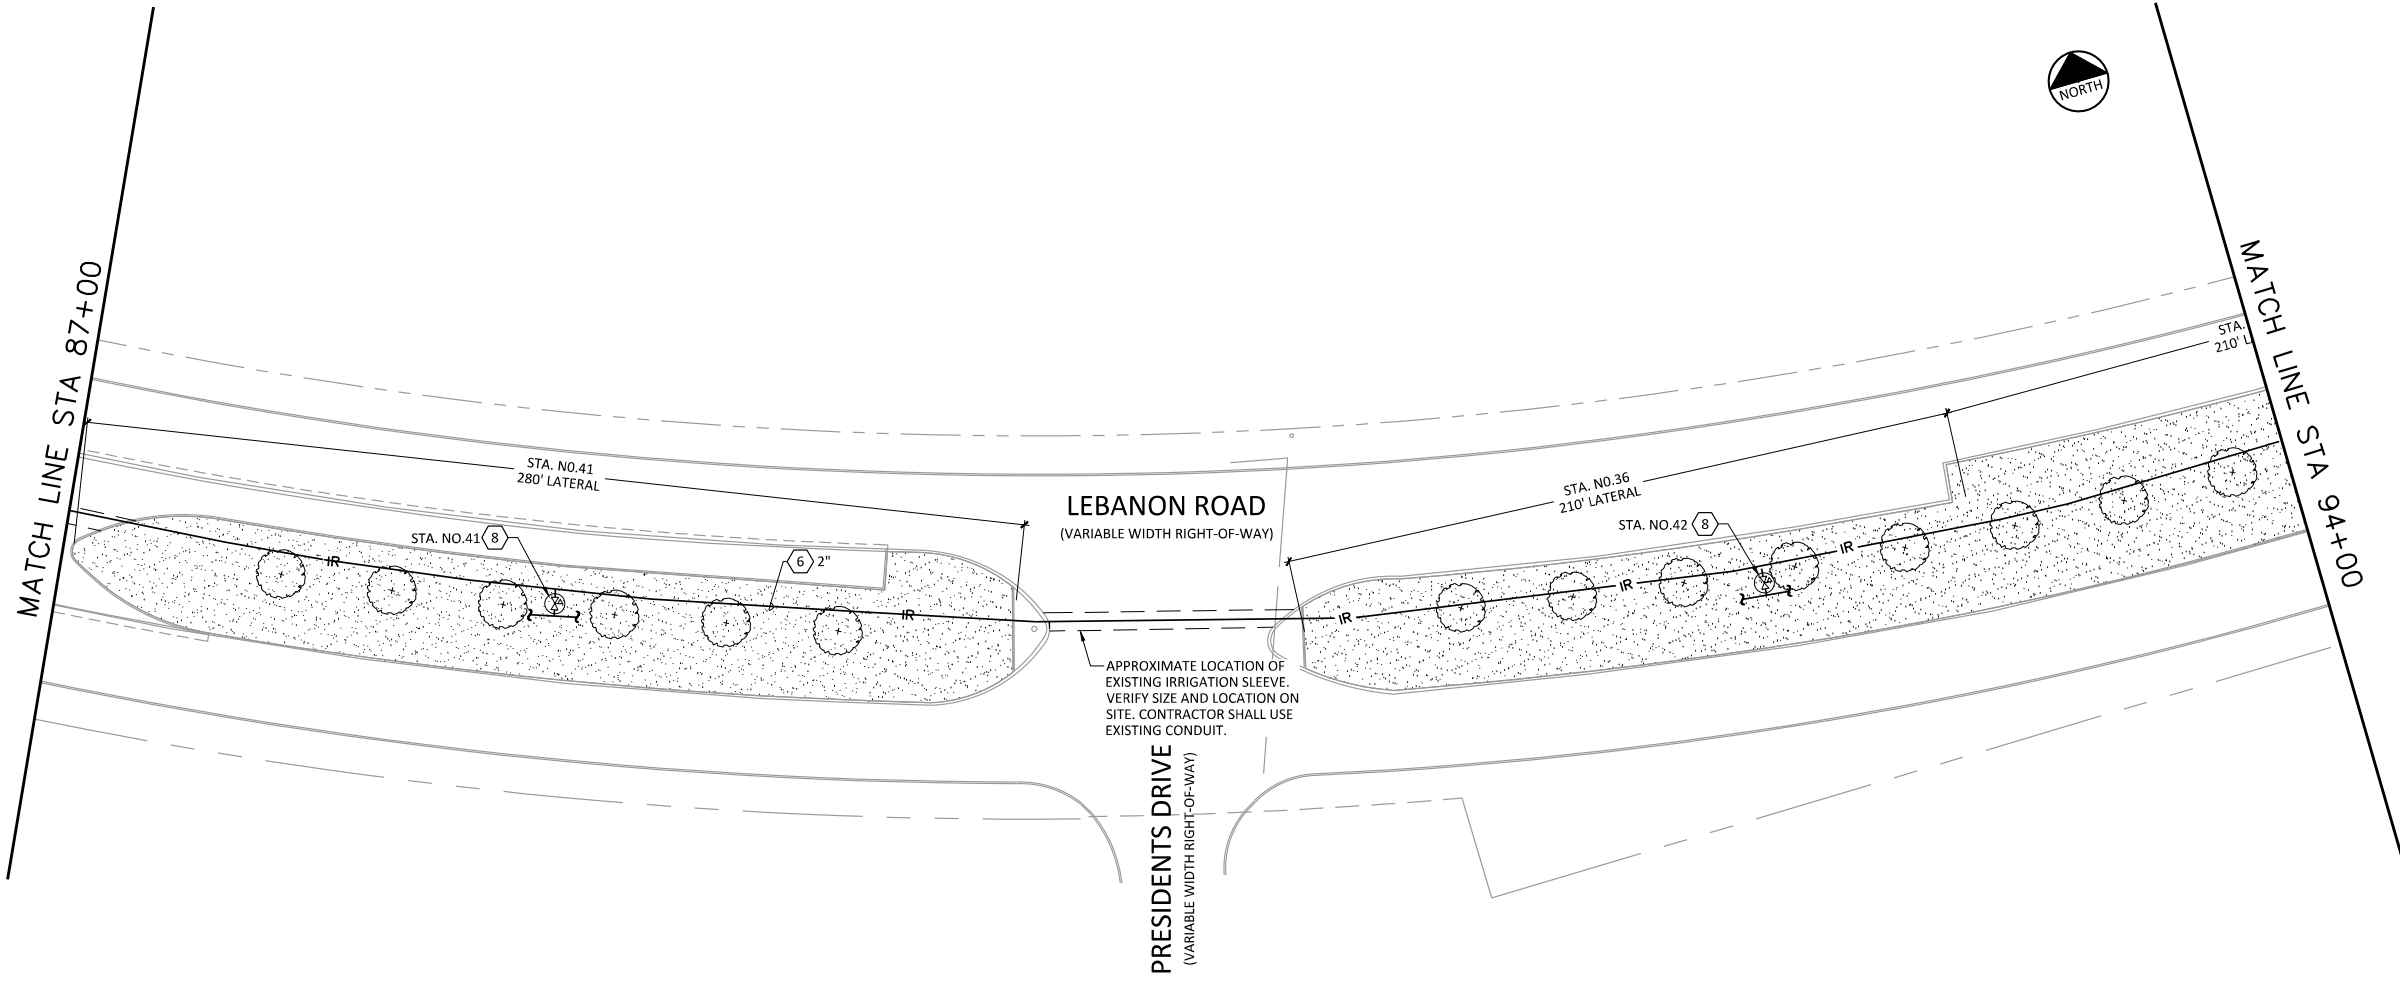 NORTH
MATCH LINE STA 87+00
MATCH LINE STA 94+00
STA.
210' L
STA. N0.41
280' LATERAL
STA. N0.36
210' LATERAL
LEBANON ROAD
(VARIABLE WIDTH RIGHT-OF-WAY)
STA. NO.41 8
6 2"
STA. NO.42 8
IR
IR
IR
IR
IR
APPROXIMATE LOCATION OF
EXISTING IRRIGATION SLEEVE.
VERIFY SIZE AND LOCATION ON
SITE. CONTRACTOR SHALL USE
EXISTING CONDUIT.
PRESIDENTS DRIVE
(VARIABLE WIDTH RIGHT-OF-WAY)